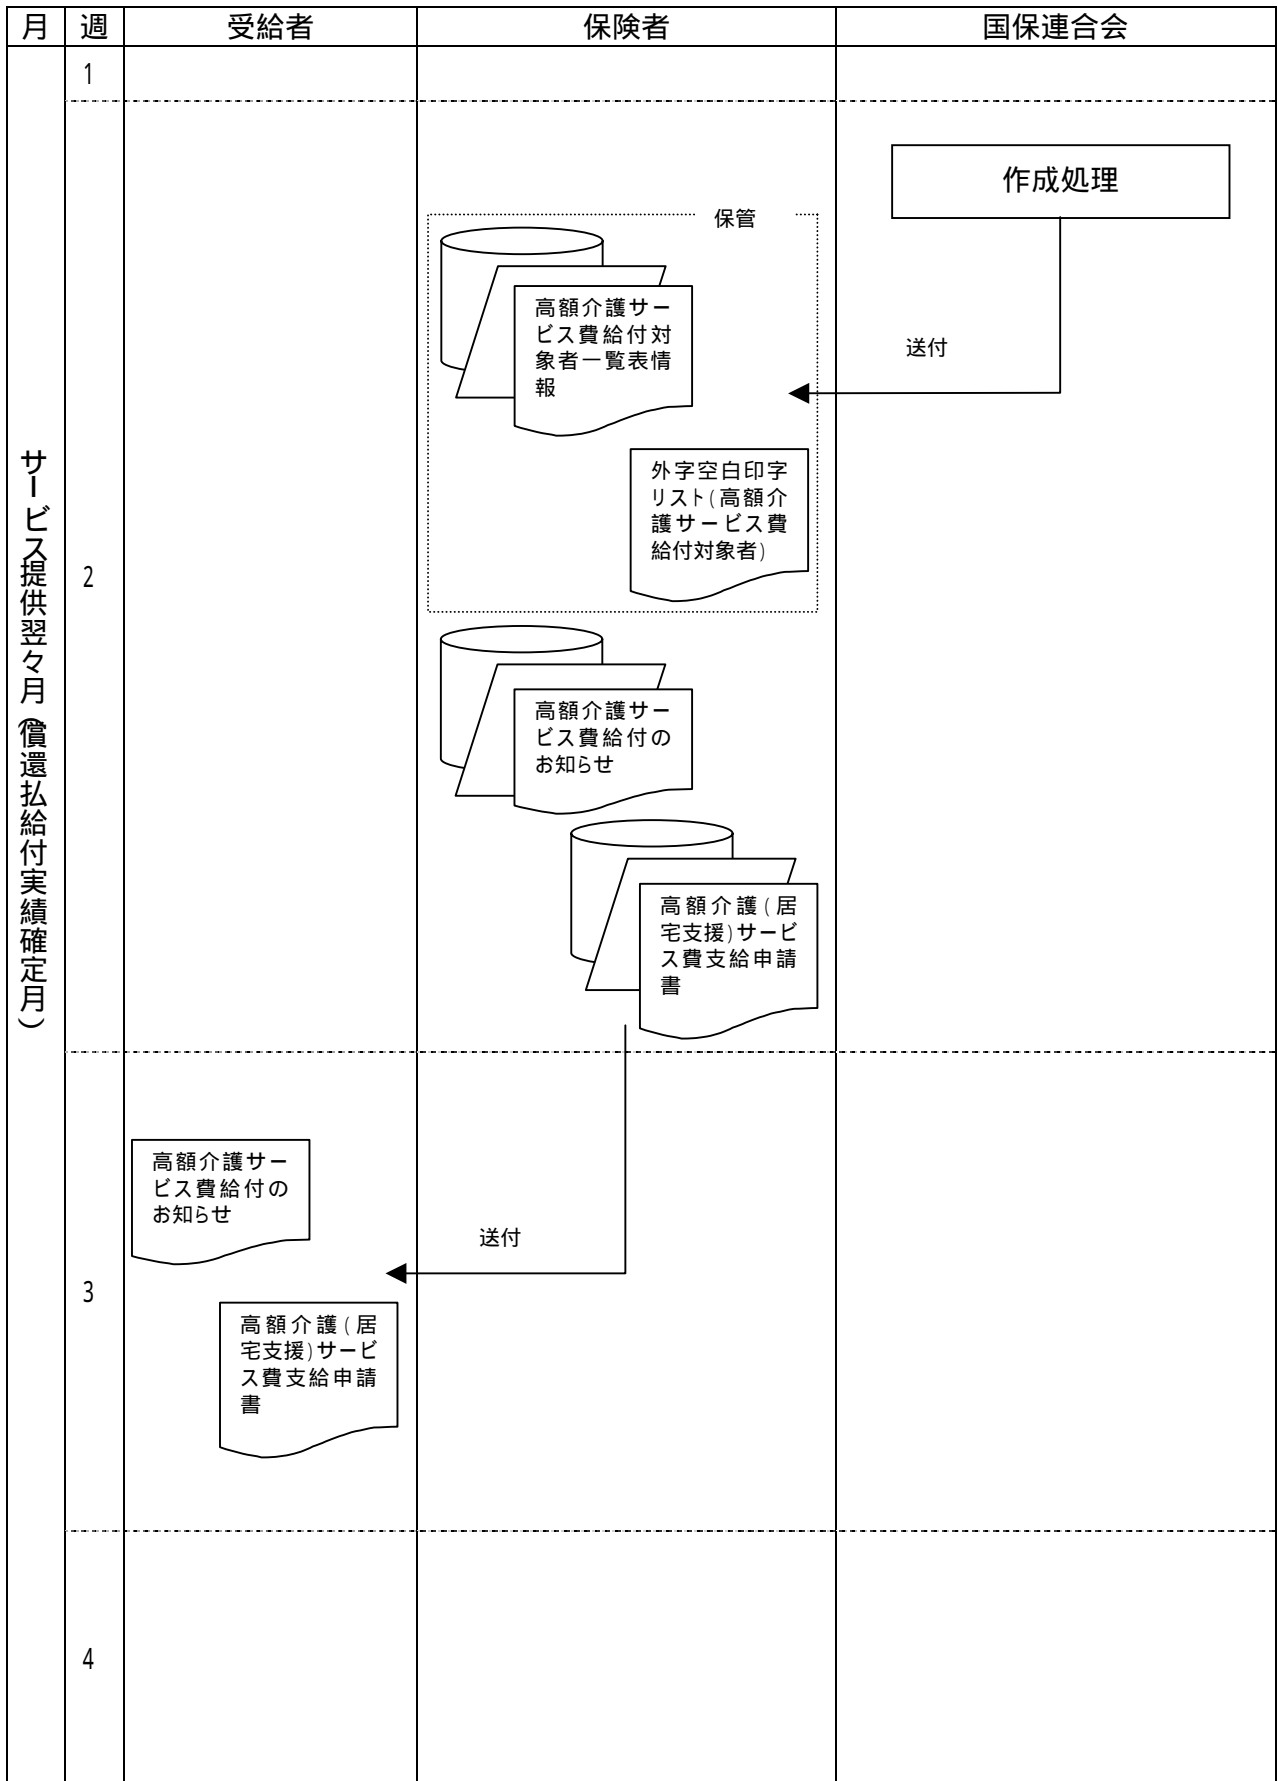 月 週 受給者 保険者 国保連合会
1
作成処理
保管
高額介護サー
ビス費給付対
象者一覧表情
報
送付
外字空白印字
リスト(高額介
護サービス費
給付対象者)
サービス提供翌々月(償還払給付実績確定月)
2
高額介護サー
ビス費給付の
お知らせ
高額介護(居
宅支援)サービ
ス費支給申請
書
高額介護サー
ビス費給付の
お知らせ
送付
3
高額介護(居
宅支援)サービ
ス費支給申請
書
4